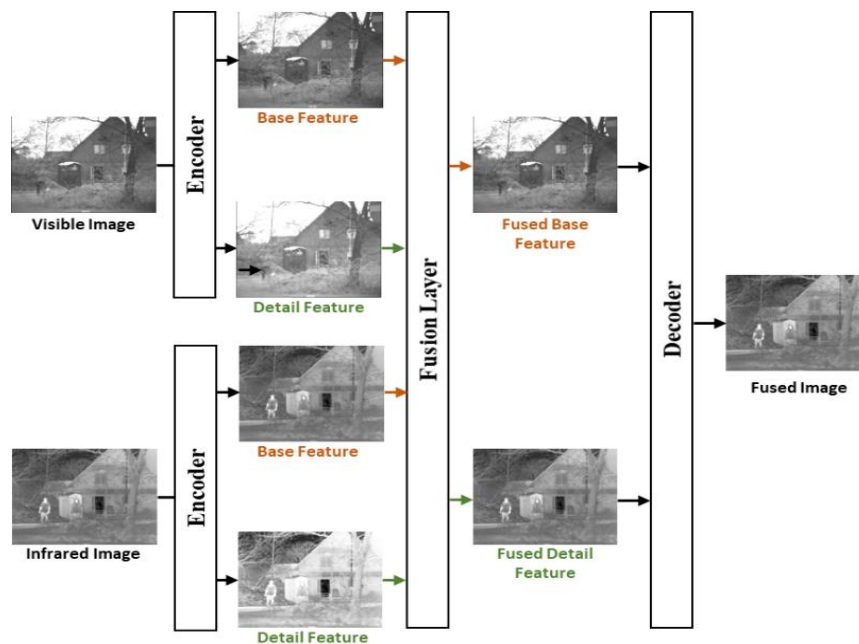 Visible Image
Encoder
Base Feature
Detail Feature
Infrared Image
Encoder
Base Feature
Detail Feature
Fusion Layer
Fused Base
Feature
Fused Detail
Feature
Decoder
Fused Image